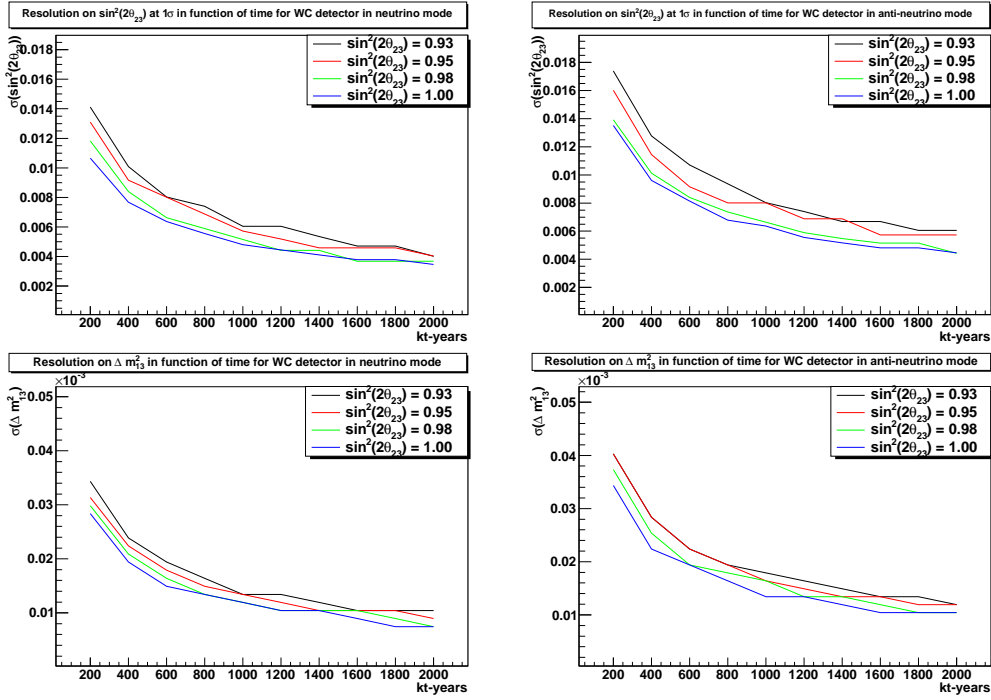 Resolution on sin²(2θ₂₃) at 1σ in function of time for WC detector in neutrino mode
σ(sin²(2θ₂₃))
0.018
0.016
0.014
0.012
0.01
0.008
0.006
0.004
0.002
sin²(2θ₂₃) = 0.93
sin²(2θ₂₃) = 0.95
sin²(2θ₂₃) = 0.98
sin²(2θ₂₃) = 1.00
200 400 600 800 1000 1200 1400 1600 1800 2000
kt-years
Resolution on sin²(2θ₂₃) at 1σ in function of time for WC detector in anti-neutrino mode
σ(sin²(2θ₂₃))
0.018
0.016
0.014
0.012
0.01
0.008
0.006
0.004
0.002
sin²(2θ₂₃) = 0.93
sin²(2θ₂₃) = 0.95
sin²(2θ₂₃) = 0.98
sin²(2θ₂₃) = 1.00
200 400 600 800 1000 1200 1400 1600 1800 2000
kt-years
Resolution on Δ m²₁₃ in function of time for WC detector in neutrino mode
×10⁻³
σ(Δ m²₁₃)
0.05
0.04
0.03
0.02
0.01
sin²(2θ₂₃) = 0.93
sin²(2θ₂₃) = 0.95
sin²(2θ₂₃) = 0.98
sin²(2θ₂₃) = 1.00
200 400 600 800 1000 1200 1400 1600 1800 2000
kt-years
Resolution on Δ m²₁₃ in function of time for WC detector in anti-neutrino mode
×10⁻³
σ(Δ m²₁₃)
0.05
0.04
0.03
0.02
0.01
sin²(2θ₂₃) = 0.93
sin²(2θ₂₃) = 0.95
sin²(2θ₂₃) = 0.98
sin²(2θ₂₃) = 1.00
200 400 600 800 1000 1200 1400 1600 1800 2000
kt-years